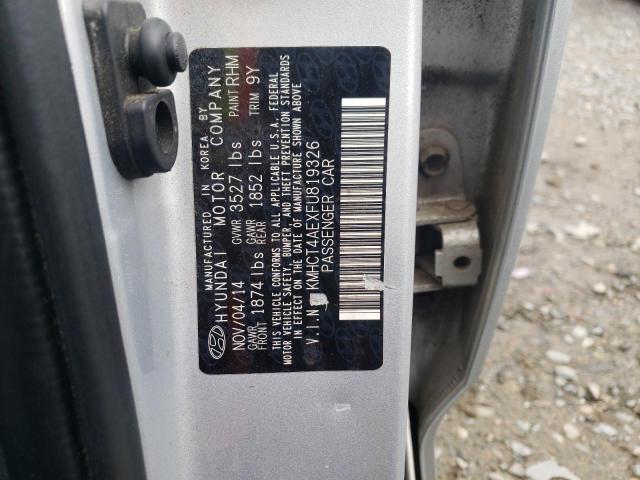 MANUFACTURED IN KOREA BY
HYUNDAI MOTOR COMPANY
NOV/04/14 GVWR 3527 lbs PAINT RHM
GAWR FRONT 1874 lbs GAWR REAR 1852 lbs TRIM 9Y
THIS VEHICLE CONFORMS TO ALL APPLICABLE U.S.A. FEDERAL
MOTOR VEHICLE SAFETY, BUMPER, AND THEFT PREVENTION STANDARDS
IN EFFECT ON THE DATE OF MANUFACTURE SHOWN ABOVE
V.I.N KMHCT4AEXFU819326
PASSENGER CAR